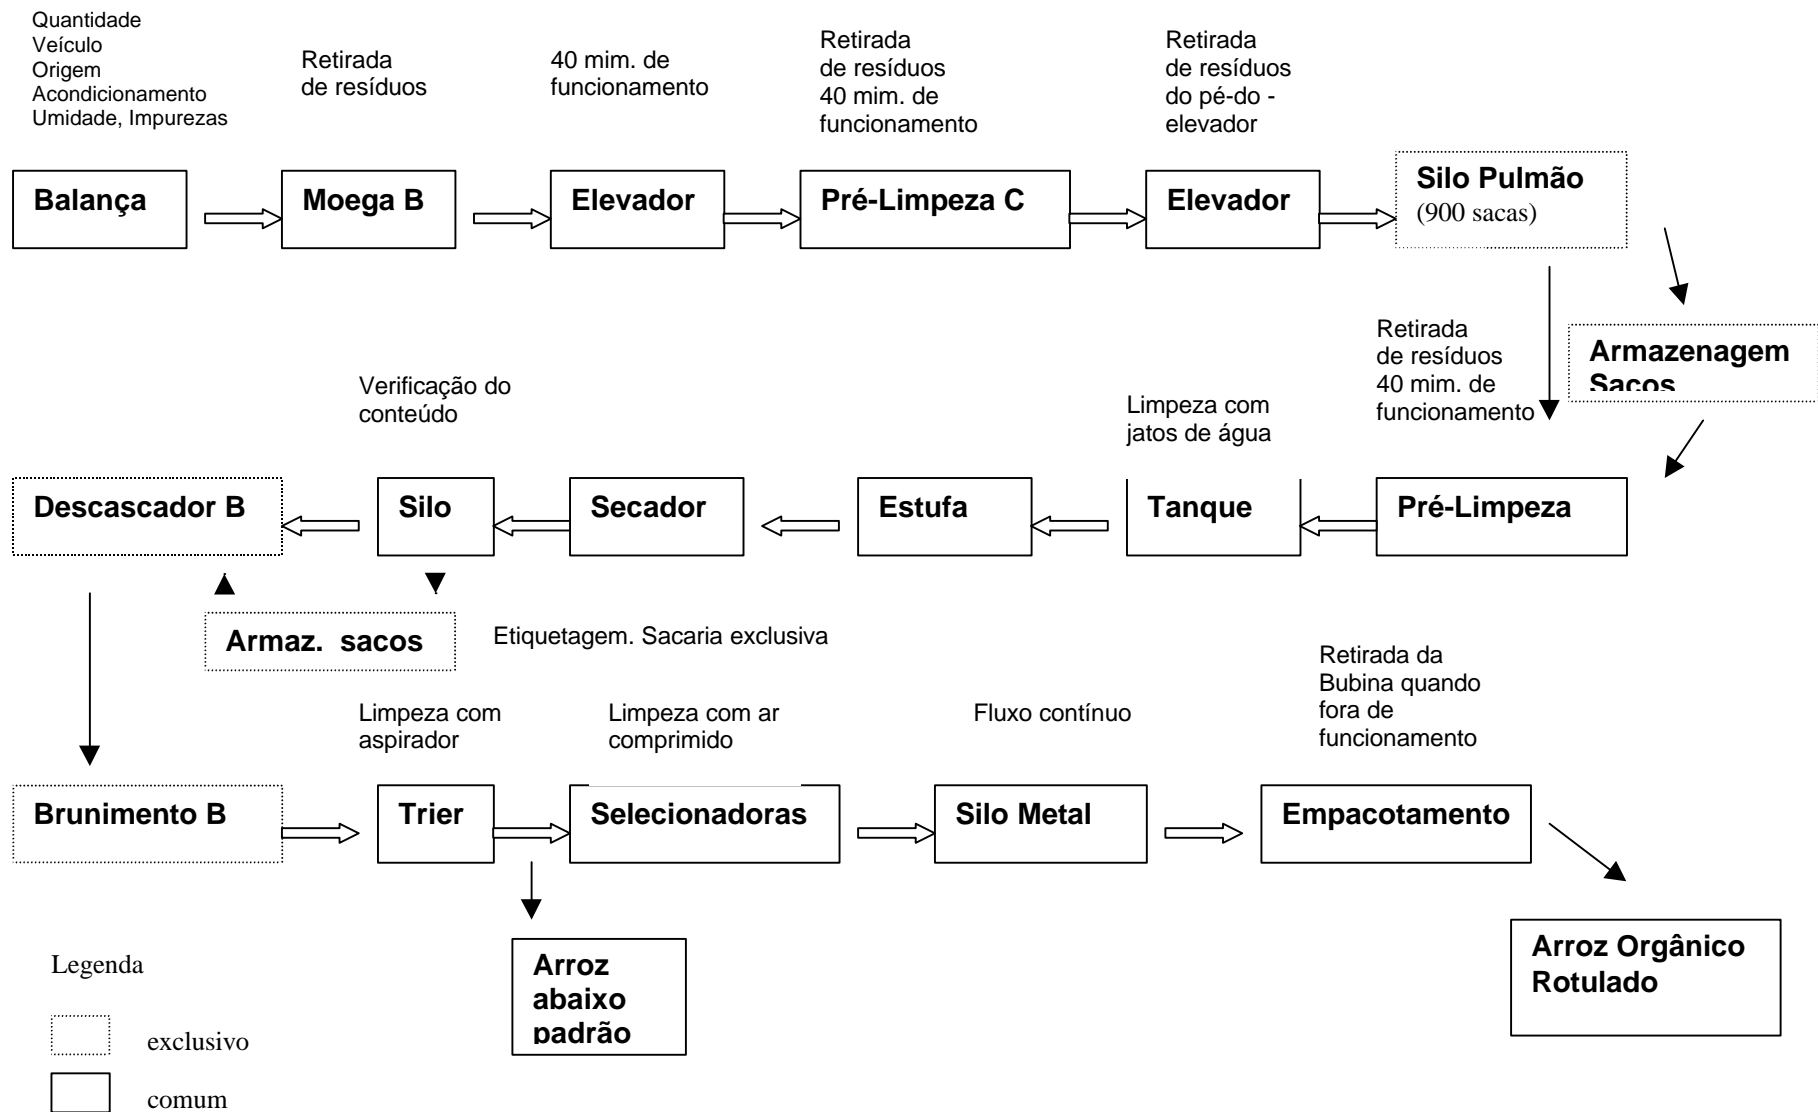 Quantidade
Veículo
Origem
Acondicionamento
Umidade, Impurezas
Retirada
de resíduos
40 mim. de
funcionamento
Retirada
de resíduos
40 mim. de
funcionamento
Retirada
de resíduos
do pé-do -
elevador
Balança
Moega B
Elevador
Pré-Limpeza C
Elevador
Silo Pulmão
(900 sacas)
Retirada
de resíduos
40 mim. de
funcionamento
Armazenagem
Sacos
Verificação do
conteúdo
Limpeza com
jatos de água
Descascador B
Silo
Secador
Estufa
Tanque
Pré-Limpeza
Armaz. sacos
Etiquetagem. Sacaria exclusiva
Limpeza com
aspirador
Limpeza com ar
comprimido
Fluxo contínuo
Retirada da
Bubina quando
fora de
funcionamento
Brunimento B
Trier
Selecionadoras
Silo Metal
Empacotamento
Arroz
abaixo
padrão
Arroz Orgânico
Rotulado
Legenda
exclusivo
comum